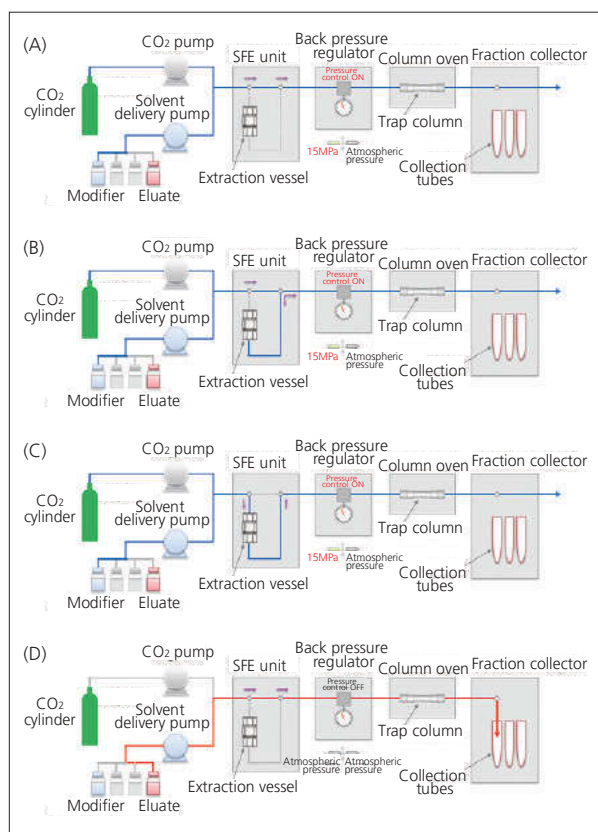 (A)
CO2 pump
SFE unit
Back pressure
regulator
Column oven
Fraction collector
Pressure
control ON
CO2
cylinder
Solvent
delivery pump
Trap column
15MPa
Atmospheric
pressure
Extraction vessel
Collection
tubes
Modifier
Eluate
(B)
CO2 pump
SFE unit
Back pressure
regulator
Column oven
Fraction collector
Pressure
control ON
CO2
cylinder
Solvent
delivery pump
Trap column
15MPa
Atmospheric
pressure
Extraction vessel
Collection
tubes
Modifier
Eluate
(C)
CO2 pump
SFE unit
Back pressure
regulator
Column oven
Fraction collector
Pressure
control ON
CO2
cylinder
Solvent
delivery pump
Trap column
15MPa
Atmospheric
pressure
Extraction vessel
Collection
tubes
Modifier
Eluate
(D)
CO2 pump
SFE unit
Back pressure
regulator
Column oven
Fraction collector
Pressure
control OFF
CO2
cylinder
Solvent
delivery pump
Trap column
Atmospheric
pressure
Atmospheric
pressure
Extraction vessel
Collection
tubes
Modifier
Eluate